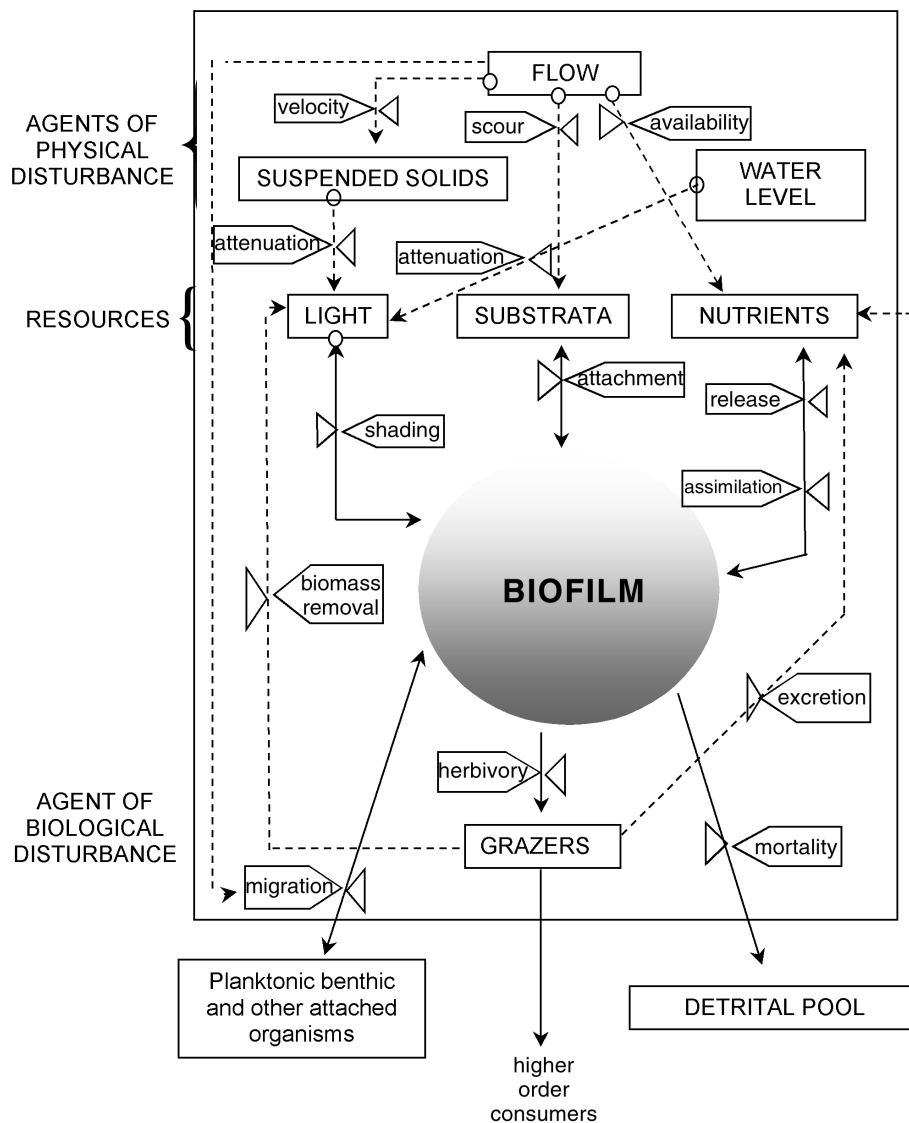 FLOW
velocity
scour
availability
AGENTS OF
PHYSICAL
DISTURBANCE
SUSPENDED SOLIDS
WATER
LEVEL
attenuation
attenuation
RESOURCES
LIGHT
SUBSTRATA
NUTRIENTS
attachment
release
shading
assimilation
BIOFILM
biomass
removal
excretion
herbivory
AGENT OF
BIOLOGICAL
DISTURBANCE
GRAZERS
mortality
migration
Planktonic benthic
and other attached
organisms
DETRITAL POOL
higher
order
consumers